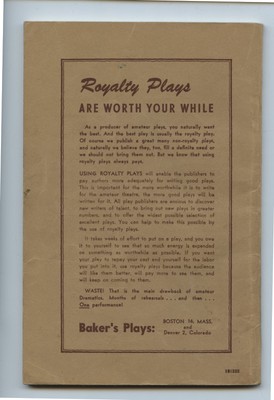 Royalty Plays
ARE WORTH YOUR WHILE
As a producer of amateur plays, you naturally want
the best. And the best play is usually the royalty play.
Of course we publish a great many non-royalty plays,
and naturally we believe they, too, fill a definite need or
we should not bring them out. But we know that using
royalty plays always pays.
USING ROYALTY PLAYS will enable the publishers to
pay authors more adequately for writing good plays.
This is important for the more worthwhile it is to write
for the amateur theatre, the more good plays will be
written for it. All play publishers are anxious to discover
new writers of talent, to bring out new plays in greater
numbers, and to offer the widest possible selection of
excellent plays. You can help to make this possible by
the use of royalty plays.
It takes weeks of effort to put on a play, and you owe
it to yourself to see that so much energy is expended
on something as worthwhile as possible. If you want
your play to repay your cast and yourself for the labor
you put into it, use royalty plays because the audience
will like them better, will pay more to see them, and
will keep on coming to them.
WASTE! That is the main drawback of amateur
Dramatics. Months of rehearsals . . . and then . . .
One performance!
Baker's Plays:
BOSTON 16, MASS.
and
Denver 2, Colorado